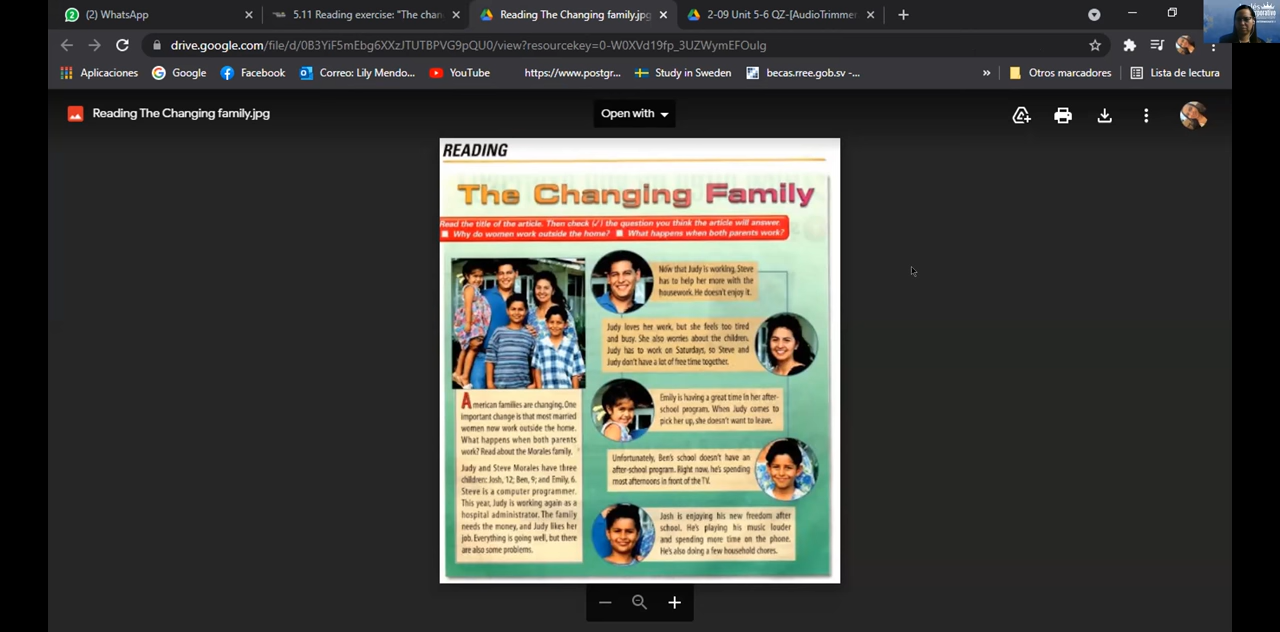 (2) WhatsApp
5.11 Reading exercise: "The chan
Reading The Changing family.jpg
2-09 Unit 5-6 QZ-[AudioTrimmer
drive.google.com/file/d/0B3YiF5mEbg6XXzJTUTBPVG9pQU0/view?resourcekey=0-W0XVd19fp_3UZWymEFOulg
Aplicaciones
Google
Facebook
Correo: Lily Mendo...
YouTube
https://www.postgr...
Study in Sweden
becas.rree.gob.sv -...
»
Otros marcadores
Lista de lectura
Reading The Changing family.jpg
Open with
READING
The Changing Family
Read the title of the article. Then check (✓) the question you think the article will answer.
Why do women work outside the home? What happens when both parents work?
American families are changing. One
important change is that most married
women now work outside the home.
What happens when both parents
work? Read about the Morales family.
Judy and Steve Morales have three
children: Josh, 12; Ben, 9; and Emily, 6.
Steve is a computer programmer.
This year, Judy is working again as a
hospital administrator. The family
needs the money, and Judy likes her
job. Everything is going well, but there
are also some problems.
Now that Judy is working, Steve
has to help her more with the
housework. He doesn't enjoy it.
Judy loves her work, but she feels too tired
and busy. She also worries about the children.
Judy has to work on Saturdays, so Steve and
Judy don't have a lot of free time together.
Emily is having a great time in her after-
school program. When Judy comes to
pick her up, she doesn't want to leave.
Unfortunately, Ben's school doesn't have an
after-school program. Right now, he's spending
most afternoons in front of the TV.
Josh is enjoying his new freedom after
school. He's playing his music louder
and spending more time on the phone.
He's also doing a few household chores.